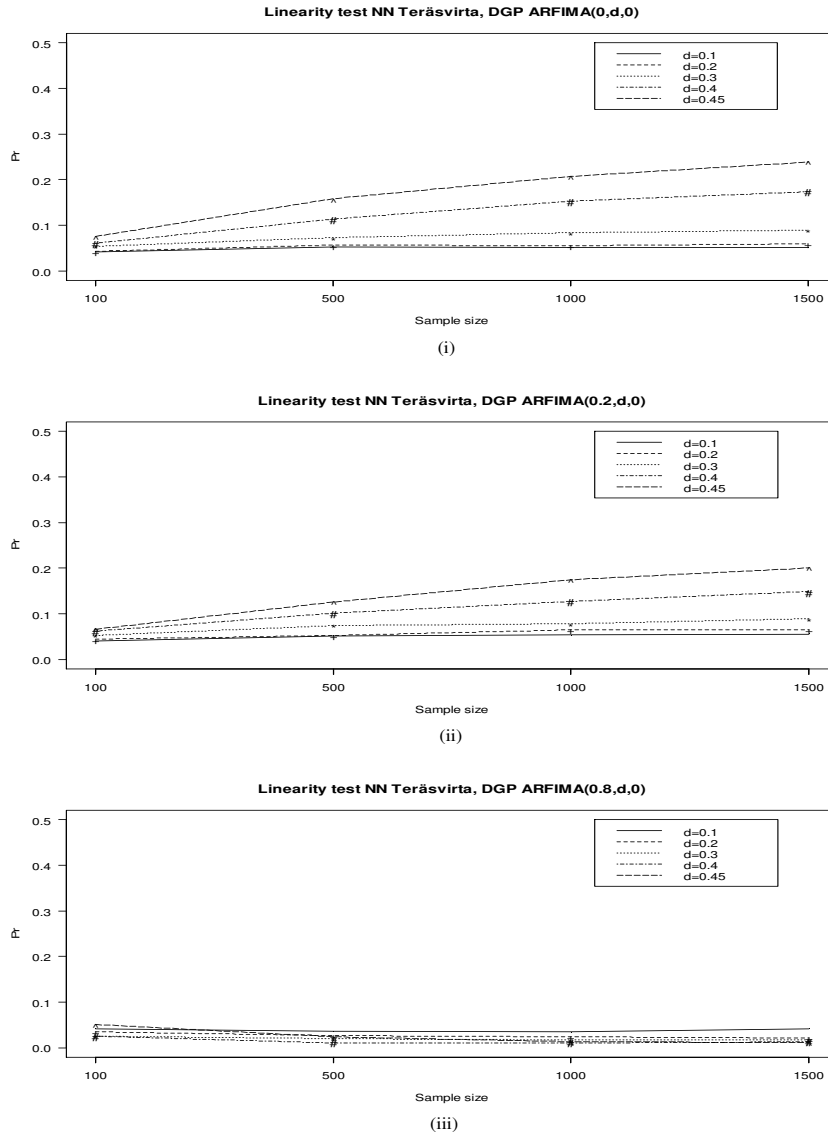 Linearity test NN Teräsvirta, DGP ARFIMA(0,d,0)
0.5
0.4
0.3
0.2
0.1
0.0
Pr
d=0.1
d=0.2
d=0.3
d=0.4
d=0.45
100
500
1000
1500
Sample size
(i)
Linearity test NN Teräsvirta, DGP ARFIMA(0.2,d,0)
0.5
0.4
0.3
0.2
0.1
0.0
Pr
d=0.1
d=0.2
d=0.3
d=0.4
d=0.45
100
500
1000
1500
Sample size
(ii)
Linearity test NN Teräsvirta, DGP ARFIMA(0.8,d,0)
0.5
0.4
0.3
0.2
0.1
0.0
Pr
d=0.1
d=0.2
d=0.3
d=0.4
d=0.45
100
500
1000
1500
Sample size
(iii)